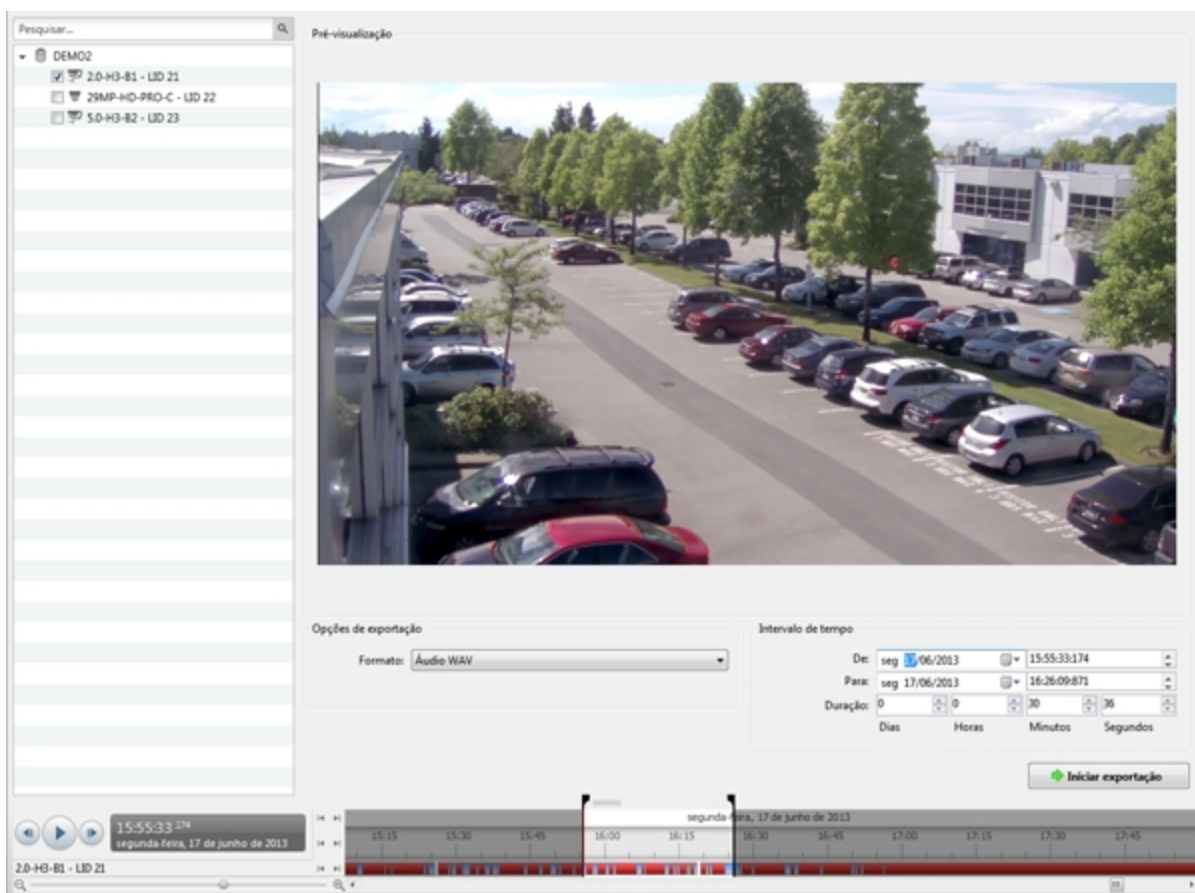 Pesquisar...
DEMO2
2.0-H3-B1 - LID 21
29MP-HD-PRO-C - LID 22
5.0-H3-B2 - LID 23
Pré-visualização
Opções de exportação
Formato: Áudio WAV
Intervalo de tempo
De: seg 17/06/2013 15:55:33:174
Para: seg 17/06/2013 16:26:09:871
Duração: 0 0 30 36
Dias Horas Minutos Segundos
Iniciar exportação
15:55:33.174
segunda-feira, 17 de junho de 2013
segunda-feira, 17 de junho de 2013
15:15 15:30 15:45 16:00 16:15 16:30 16:45 17:00 17:15 17:30 17:45
2.0-H3-B1 - LID 21